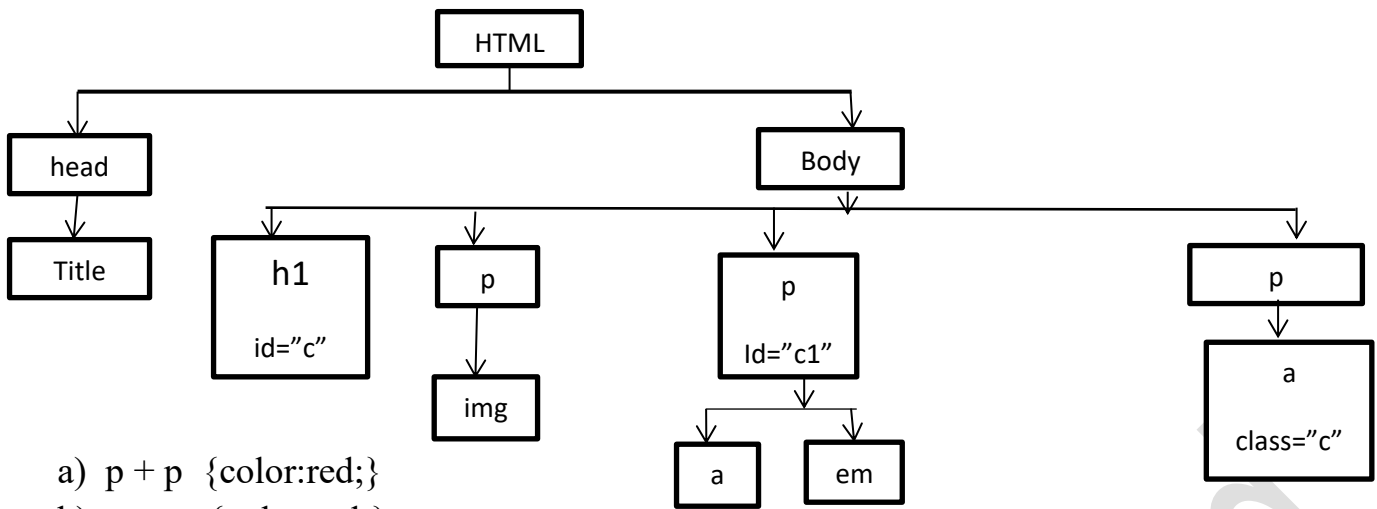 HTML
head
Body
Title
h1
id=”c”
p
img
p
Id=”c1”
a
em
p
a
class=”c”
a) p + p {color:red;}